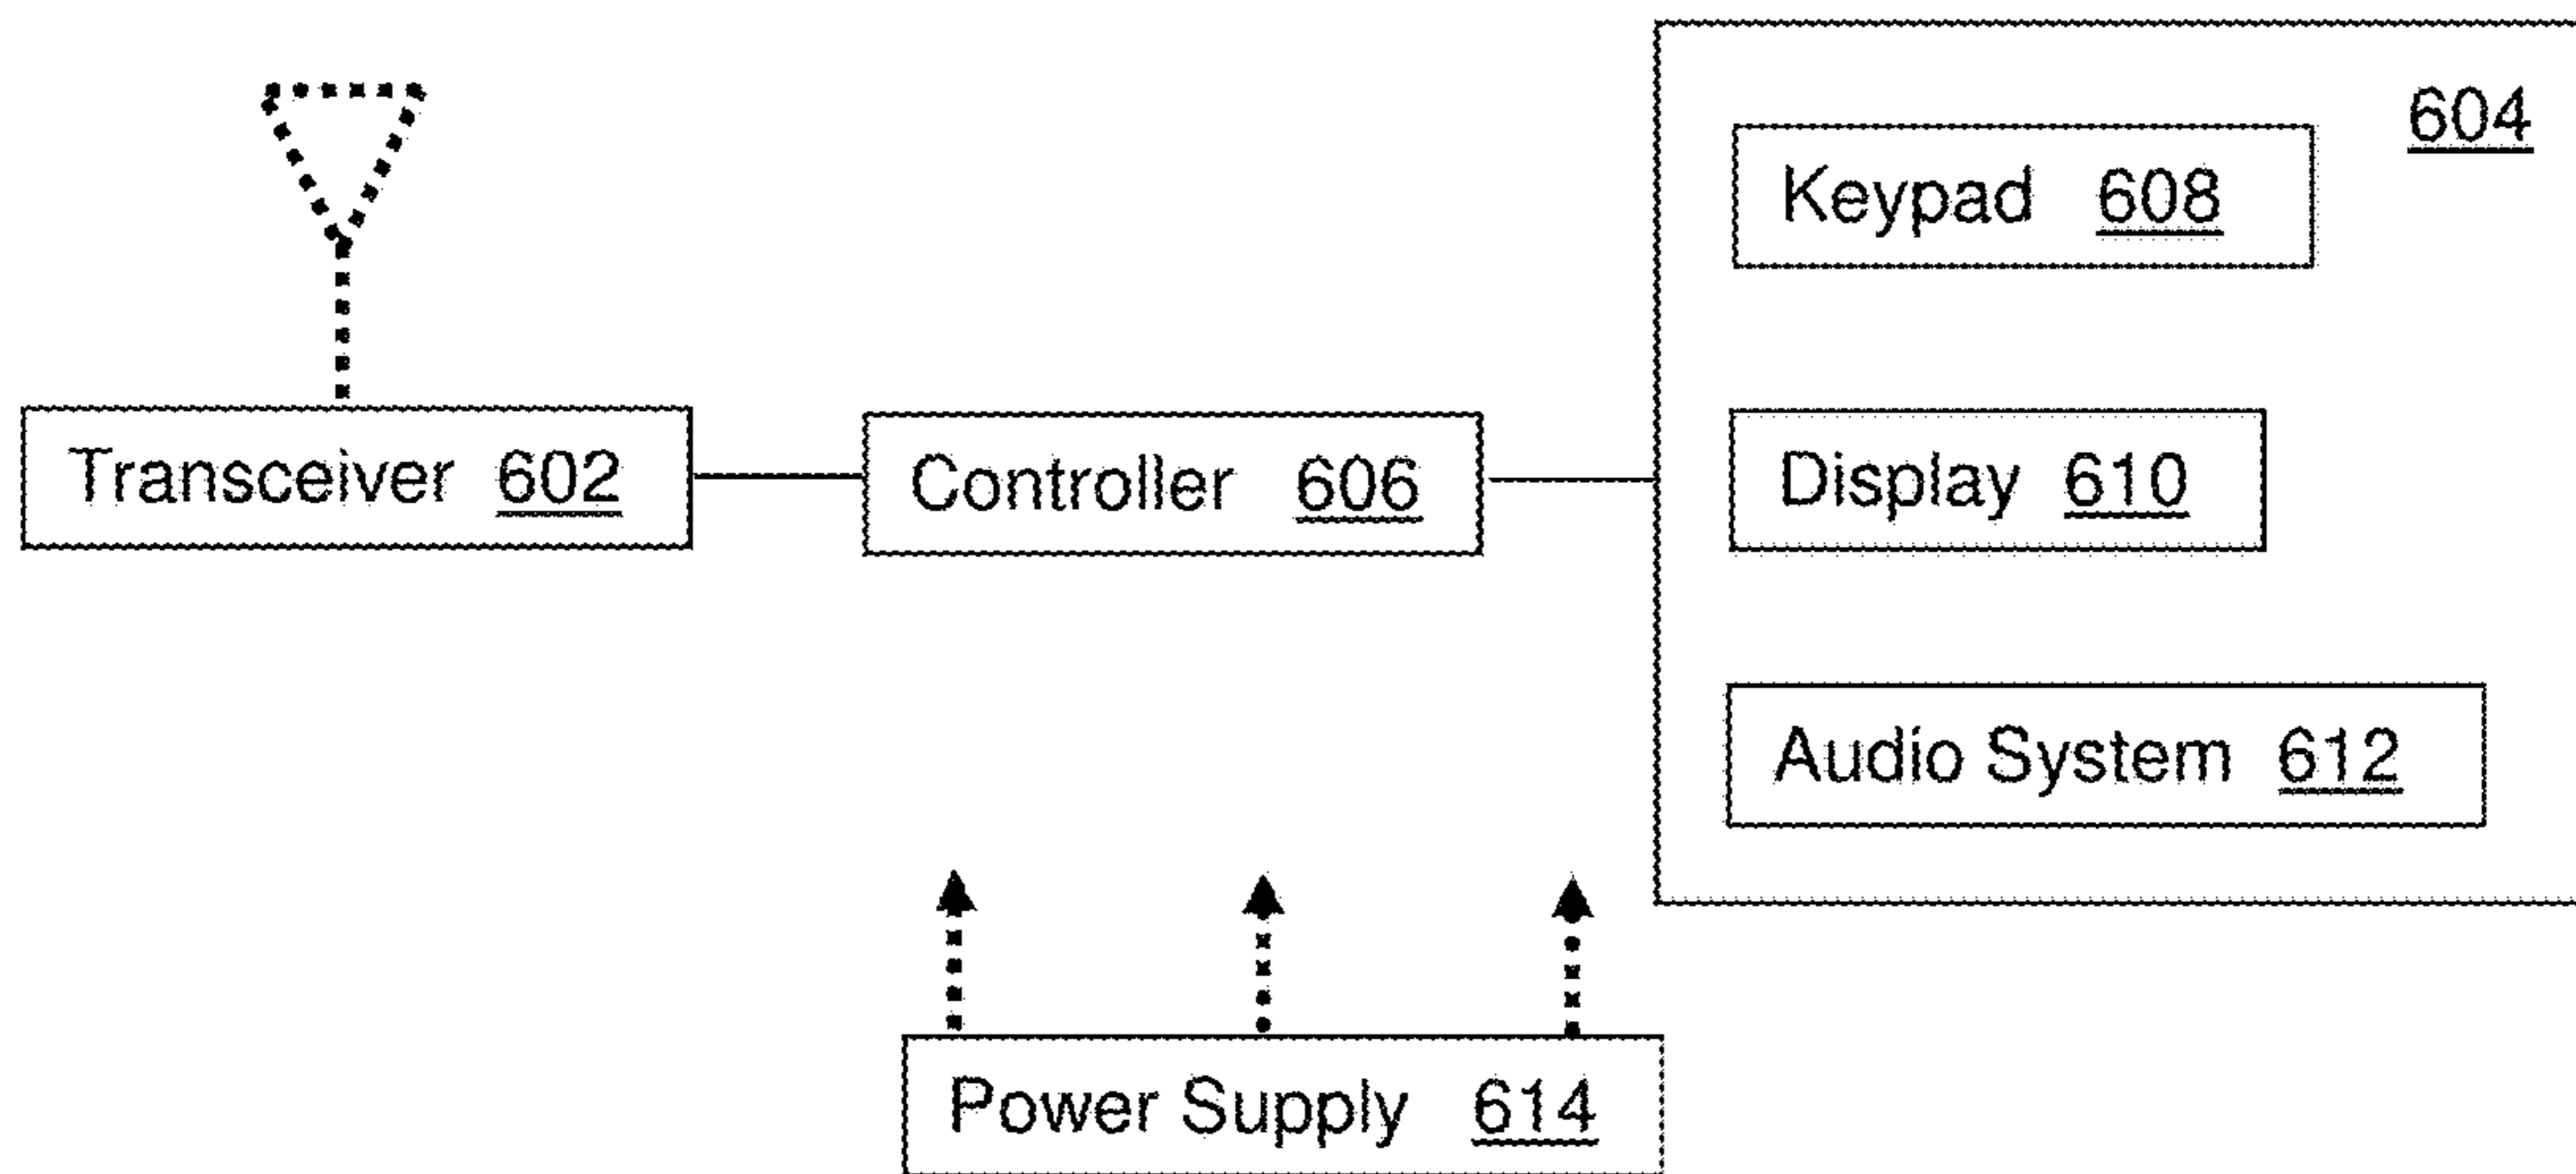 604
Keypad 608
Transceiver 602
Controller 606
Display 610
Audio System 612
Power Supply 614